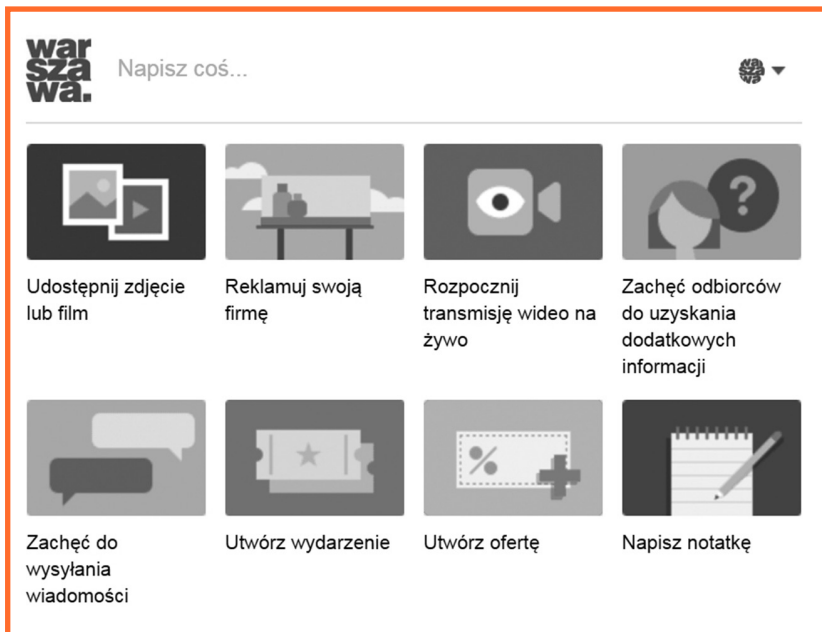 war
sza
wa.
Napisz coś...
Udostępnij zdjęcie
lub film
Reklamuj swoją
firmę
Rozpocznij
transmisję wideo na
żywo
Zachęć odbiorców
do uzyskania
dodatkowych
informacji
Zachęć do
wysyłania
wiadomości
Utwórz wydarzenie
Utwórz ofertę
Napisz notatkę